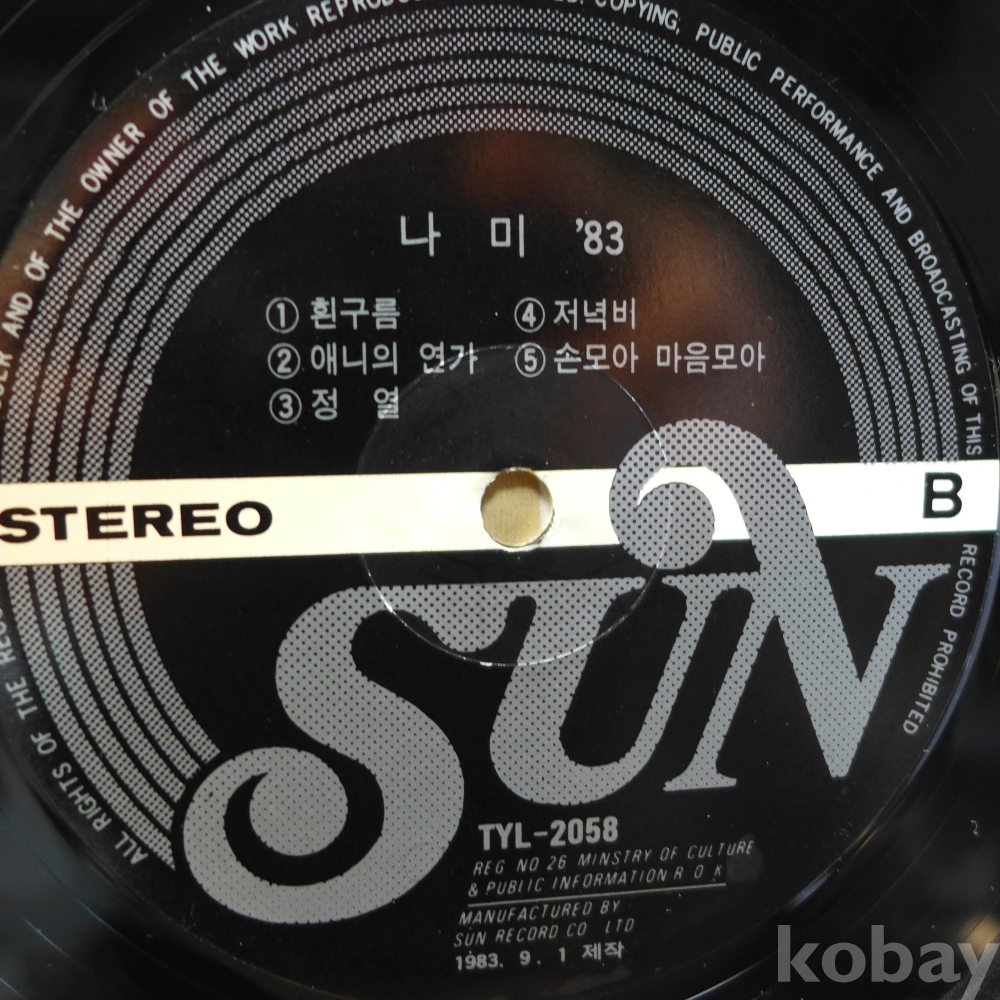 ALL RIGHTS OF THE
AND OF THE OWNER OF THE WORK
COPYING, PUBLIC PERFORMANCE AND BROADCASTING OF THIS RECORD PROHIBITED
나 미 '83
① 흰구름
② 애니의 연가
③ 정 열
④ 저녁비
⑤ 손모아 마음모아
STEREO
B
SUN
TYL-2058
REG NO 26 MINSTRY OF CULTURE
& PUBLIC INFORMATION R O K
MANUFACTURED BY
SUN RECORD CO LTD
1983. 9. 1 제작
kobay